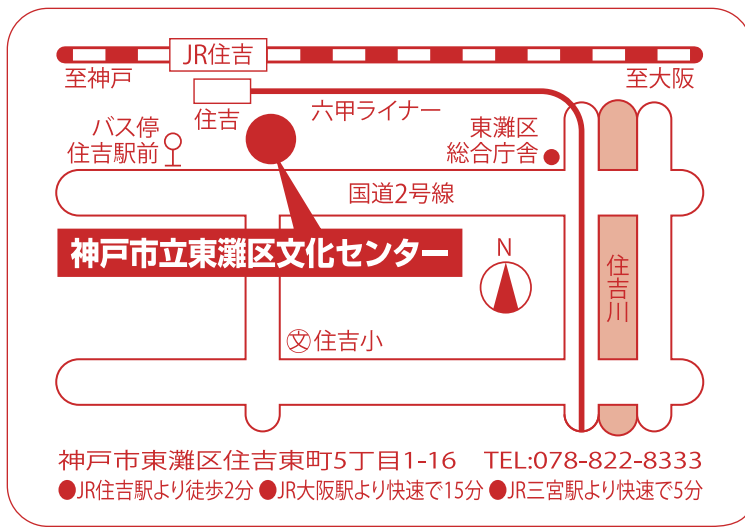 JR住吉
至神戸
至大阪
住吉
六甲ライナー
バス停
住吉駅前
東灘区
総合庁舎
国道2号線
神戸市立東灘区文化センター
N
住吉川
文住吉小
神戸市東灘区住吉東町5丁目1-16 TEL:078-822-8333
●JR住吉駅より徒歩2分 ●JR大阪駅より快速で15分 ●JR三宮駅より快速で5分